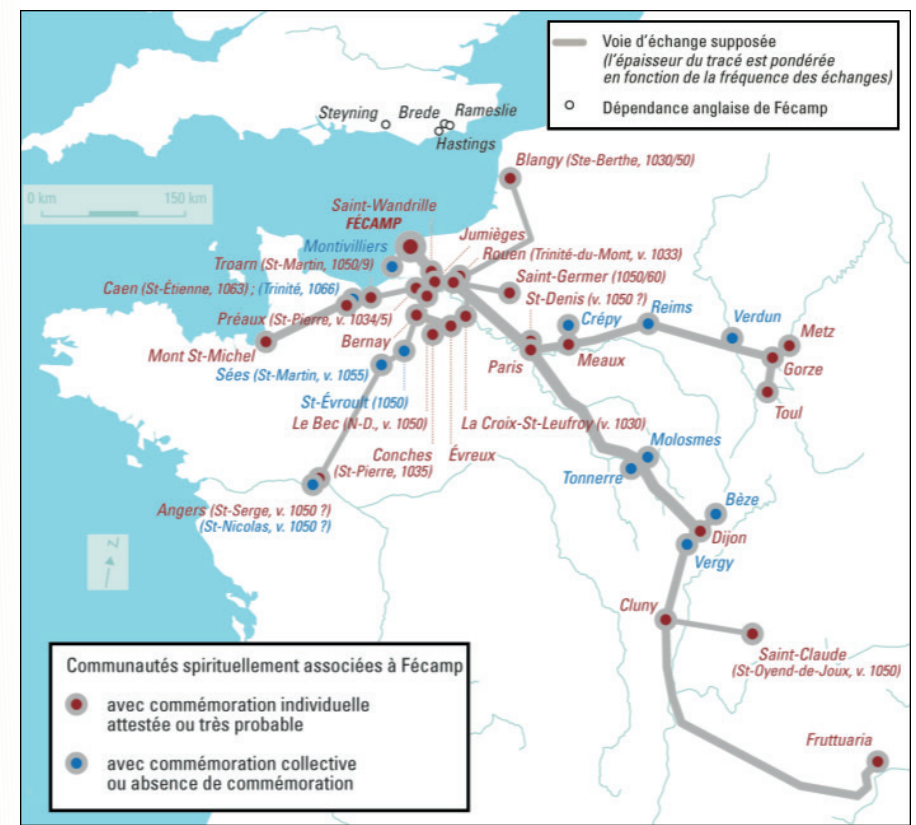 Voie d'échange supposée
(l'épaisseur du tracé est pondérée
en fonction de la fréquence des échanges)
Dépendance anglaise de Fécamp
Steyning
Brede
Rameslie
Hastings
Blangy (Ste-Berthe, 1030/50)
0 km
150 km
Saint-Wandrille
FÉCAMP
Jumièges
Montivilliers
Rouen (Trinité-du-Mont, v. 1033)
Troarn (St-Martin, 1050/9)
Saint-Germer (1050/60)
Caen (St-Étienne, 1063) ; (Trinité, 1066)
St-Denis (v. 1050 ?)
Préaux (St-Pierre, v. 1034/5)
Crépy
Reims
Verdun
Metz
Bernay
Mont St-Michel
Paris
Meaux
Gorze
Sées (St-Martin, v. 1055)
Toul
St-Évroult (1050)
Le Bec (N-D., v. 1050)
La Croix-St-Leufroy (v. 1030)
Molosmes
Conches
(St-Pierre, 1035)
Évreux
Tonnerre
Bèze
Angers (St-Serge, v. 1050 ?)
(St-Nicolas, v. 1050 ?)
Dijon
Vergy
N
Cluny
Saint-Claude
(St-Oyend-de-Joux, v. 1050)
Fruttuaria
Communautés spirituellement associées à Fécamp
avec commémoration individuelle
attestée ou très probable
avec commémoration collective
ou absence de commémoration